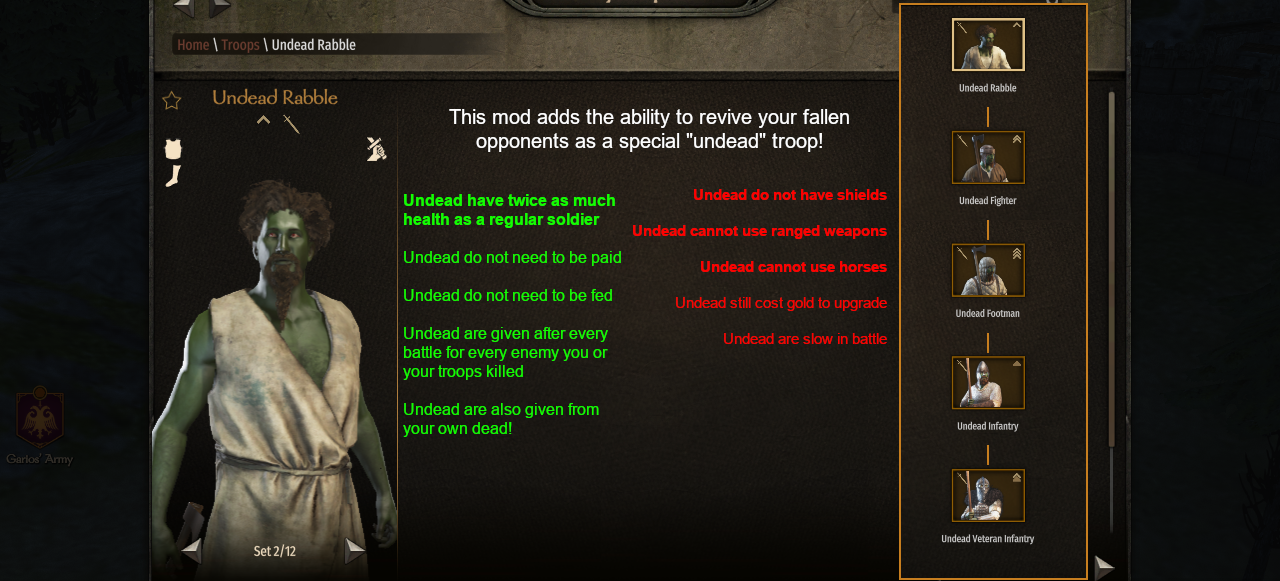 Home \ Troops \ Undead Rabble
Undead Rabble
This mod adds the ability to revive your fallen
opponents as a special "undead" troop!
Undead have twice as much
health as a regular soldier
Undead do not need to be paid
Undead do not need to be fed
Undead are given after every
battle for every enemy you or
your troops killed
Undead are also given from
your own dead!
Undead do not have shields
Undead cannot use ranged weapons
Undead cannot use horses
Undead still cost gold to upgrade
Undead are slow in battle
Undead Rabble
Undead Fighter
Undead Footman
Undead Infantry
Undead Veteran Infantry
Garios' Army
Set 2/12